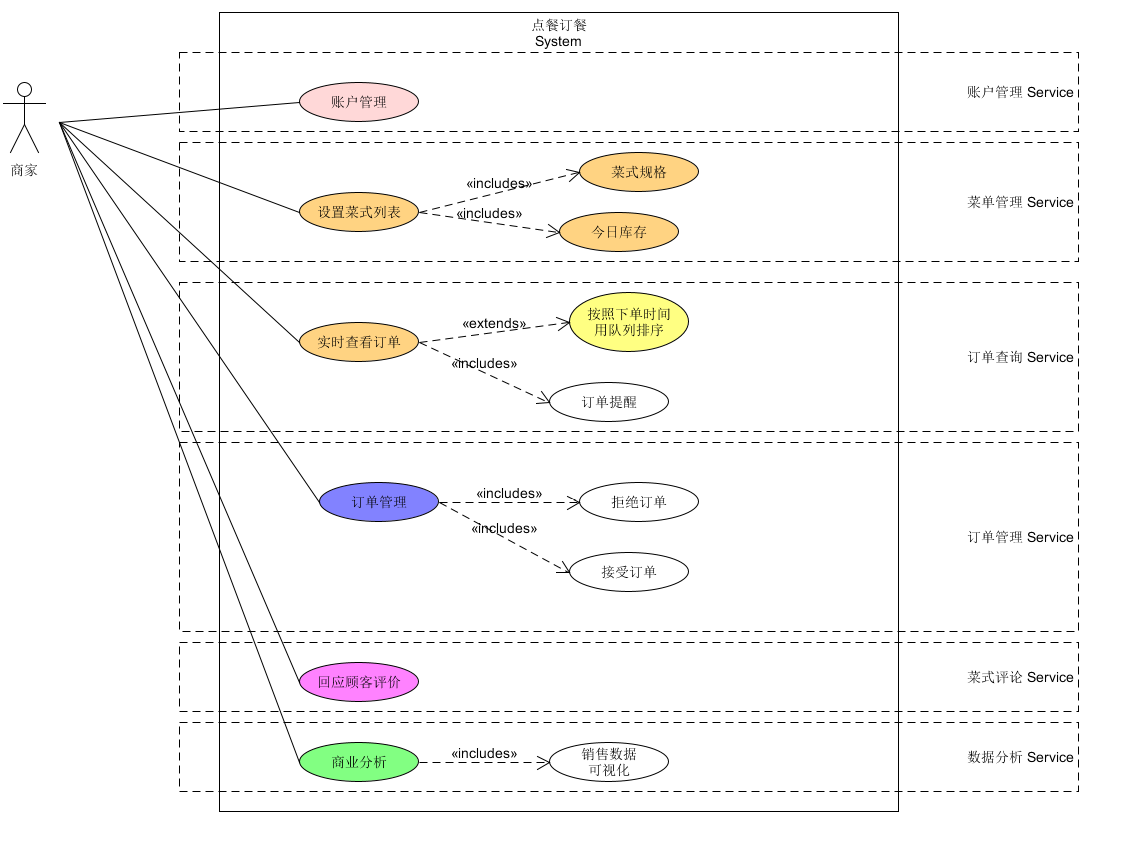 点餐订餐
System
账户管理
账户管理 Service
商家
菜式规格
«includes»
设置菜式列表
«includes»
今日库存
菜单管理 Service
按照下单时间
用队列排序
«extends»
实时查看订单
«includes»
订单提醒
订单查询 Service
«includes»
订单管理
拒绝订单
«includes»
接受订单
订单管理 Service
回应顾客评价
菜式评论 Service
«includes»
商业分析
销售数据
可视化
数据分析 Service